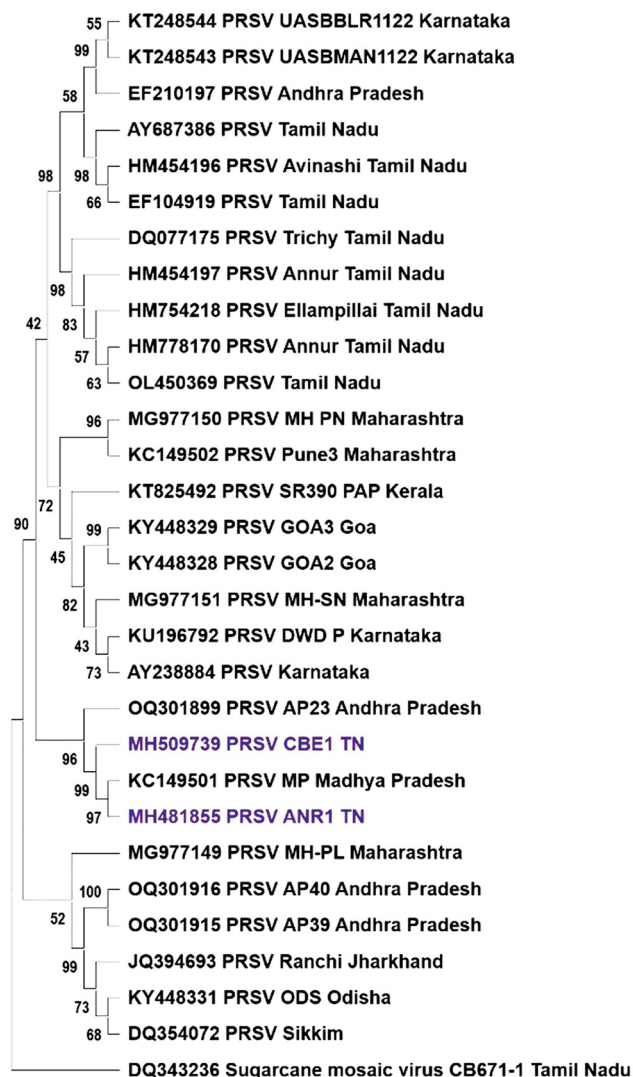 55
KT248544 PRSV UASBBLR1122 Karnataka
99
KT248543 PRSV UASBMAN1122 Karnataka
58
EF210197 PRSV Andhra Pradesh
AY687386 PRSV Tamil Nadu
98
98
HM454196 PRSV Avinashi Tamil Nadu
66
EF104919 PRSV Tamil Nadu
DQ077175 PRSV Trichy Tamil Nadu
98
HM454197 PRSV Annur Tamil Nadu
42
83
HM754218 PRSV Ellampillai Tamil Nadu
57
HM778170 PRSV Annur Tamil Nadu
63
OL450369 PRSV Tamil Nadu
96
MG977150 PRSV MH PN Maharashtra
KC149502 PRSV Pune3 Maharashtra
72
KT825492 PRSV SR390 PAP Kerala
90
99
KY448329 PRSV GOA3 Goa
45
KY448328 PRSV GOA2 Goa
82
MG977151 PRSV MH-SN Maharashtra
43
KU196792 PRSV DWD P Karnataka
73
AY238884 PRSV Karnataka
OQ301899 PRSV AP23 Andhra Pradesh
96
MH509739 PRSV CBE1 TN
99
KC149501 PRSV MP Madhya Pradesh
97
MH481855 PRSV ANR1 TN
MG977149 PRSV MH-PL Maharashtra
100
OQ301916 PRSV AP40 Andhra Pradesh
52
OQ301915 PRSV AP39 Andhra Pradesh
99
JQ394693 PRSV Ranchi Jharkhand
73
KY448331 PRSV ODS Odisha
68
DQ354072 PRSV Sikkim
DQ343236 Sugarcane mosaic virus CB671-1 Tamil Nadu